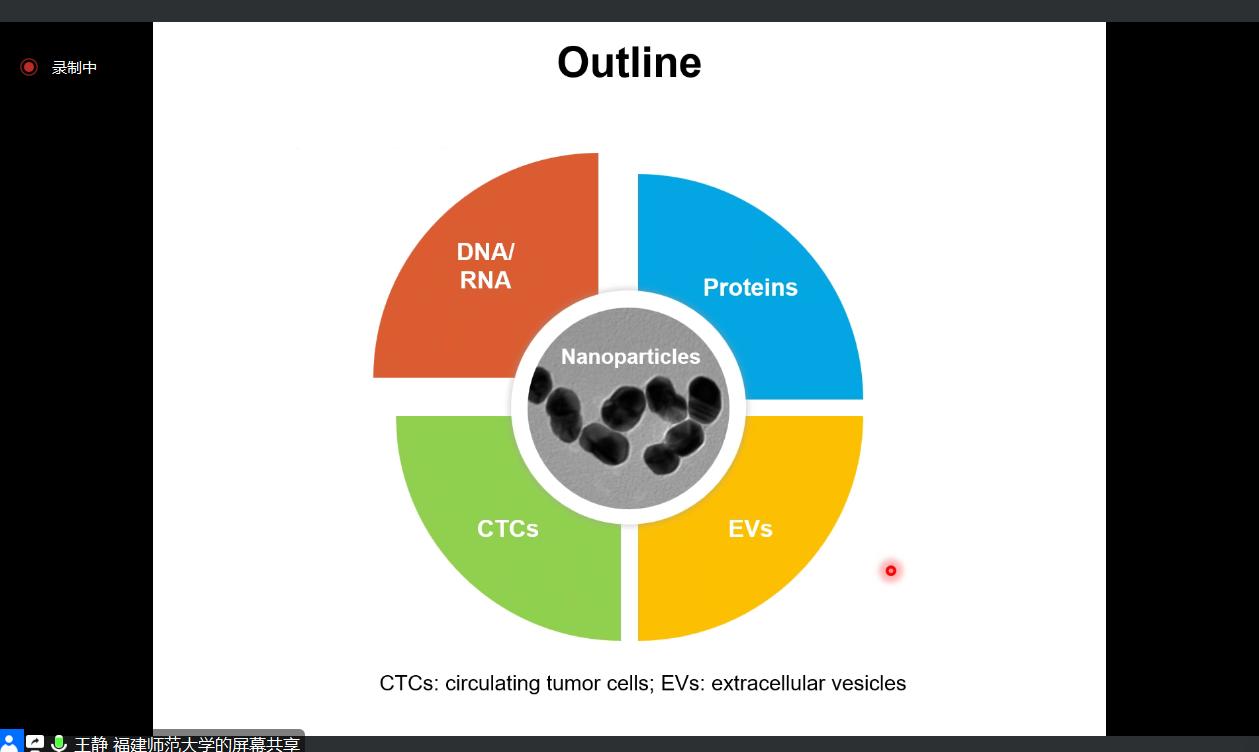 录制中
Outline
DNA/
RNA
Proteins
Nanoparticles
CTCs
EVs
CTCs: circulating tumor cells; EVs: extracellular vesicles
王静 福建师范大学的屏幕共享